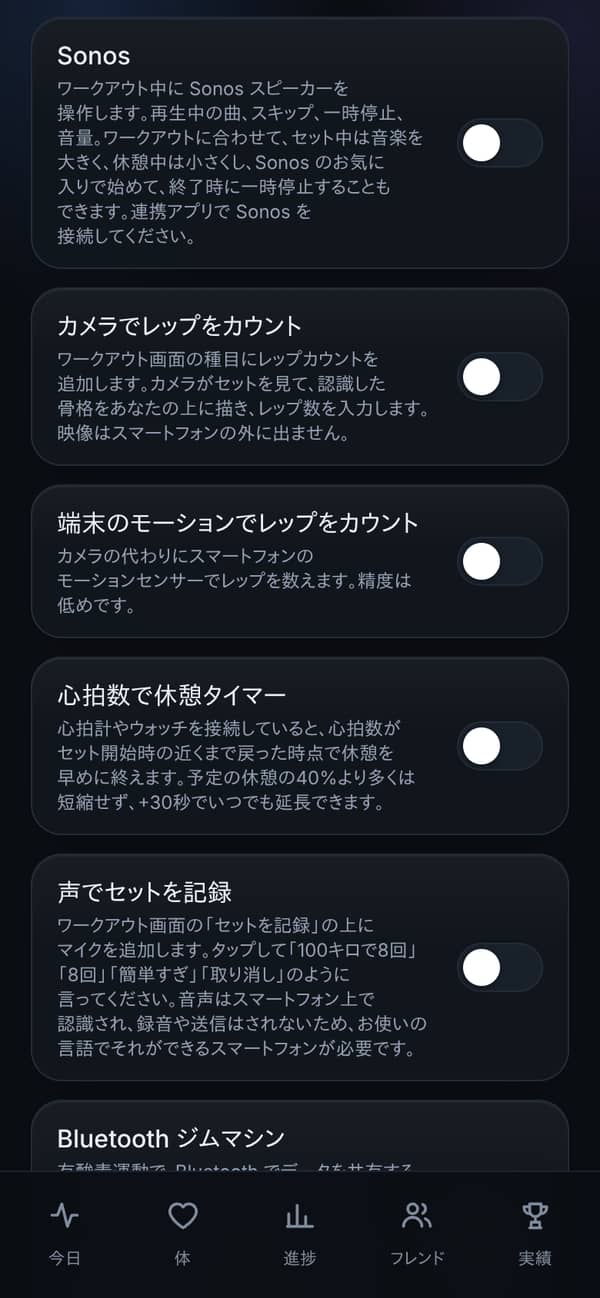 Sonos
ワークアウト中に Sonos スピーカーを
操作します。再生中の曲、スキップ、一時停止、
音量。ワークアウトに合わせて、セット中は音楽を
大きく、休憩中は小さくし、Sonos のお気に
入りで始めて、終了時に一時停止することも
できます。連携アプリで Sonos を
接続してください。
カメラでレップをカウント
ワークアウト画面の種目にレップカウントを
追加します。カメラがセットを見て、認識した
骨格をあなたの上に描き、レップ数を入力します。
映像はスマートフォンの外に出ません。
端末のモーションでレップをカウント
カメラの代わりにスマートフォンの
モーションセンサーでレップを数えます。精度は
低めです。
心拍数で休憩タイマー
心拍計やウォッチを接続していると、心拍数が
セット開始時の近くまで戻った時点で休憩を
早めに終えます。予定の休憩の40%より多くは
短縮せず、+30秒でいつでも延長できます。
声でセットを記録
ワークアウト画面の「セットを記録」の上に
マイクを追加します。タップして「100キロで8回」
「8回」「簡単すぎ」「取り消し」のように
言ってください。音声はスマートフォン上で
認識され、録音や送信はされないため、お使いの
言語でそれができるスマートフォンが必要です。
Bluetooth ジムマシン
有酸素運動で、Bluetooth でデータを共有する
今日
体
進捗
フレンド
実績